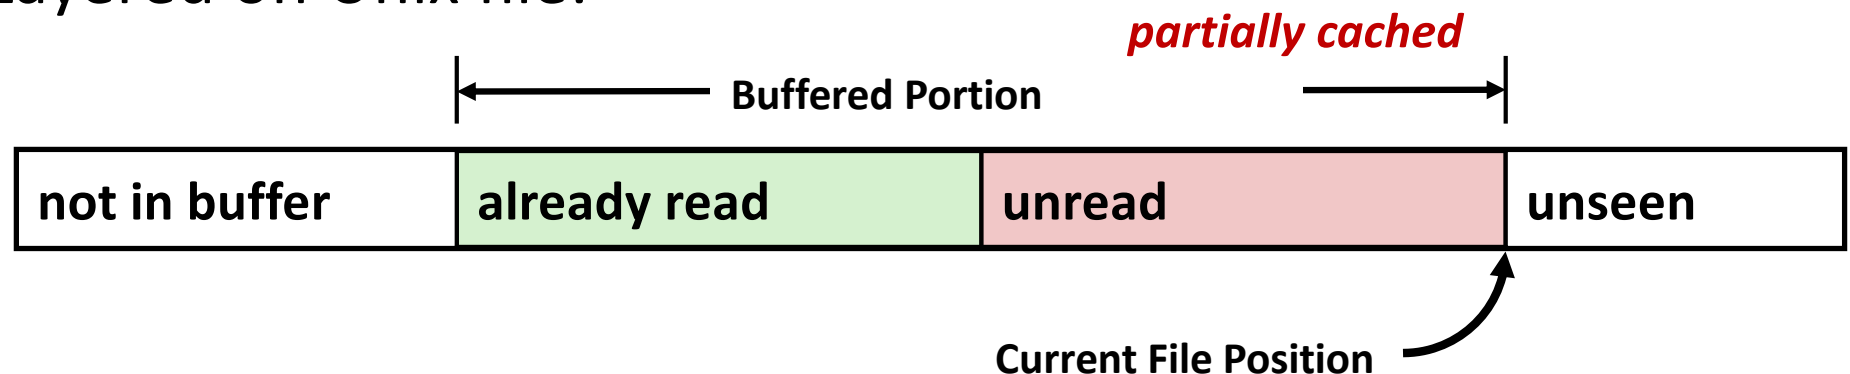 partially cached
Buffered Portion
not in buffer already read unread unseen
Current File Position